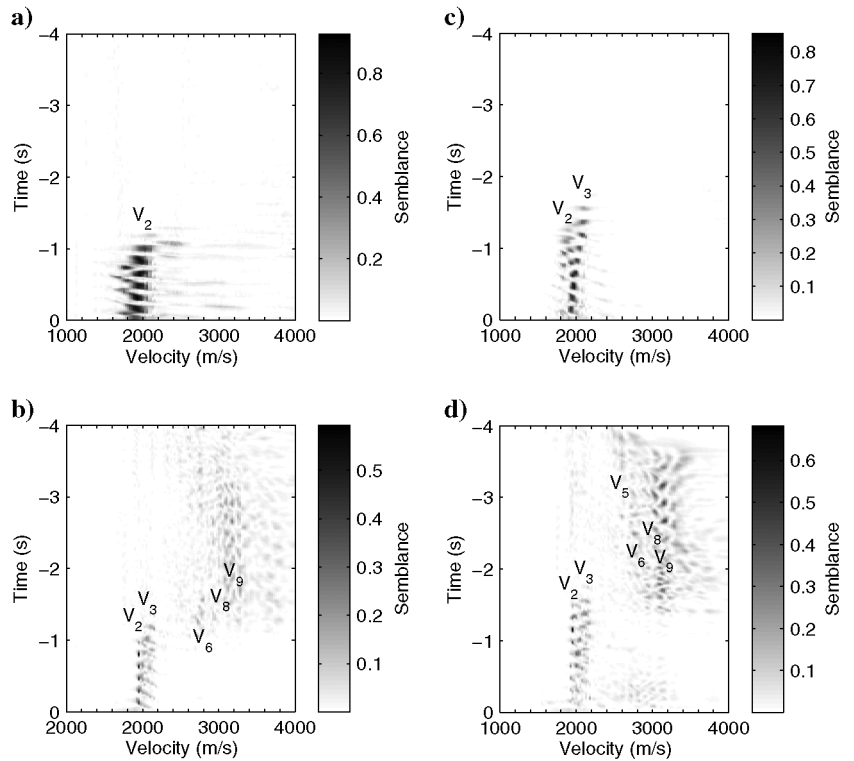 a)
−4
−3
−2
−1
0
Time (s)
1000 2000 3000 4000
Velocity (m/s)
V2
0.8
0.6
0.4
0.2
Semblance
c)
−4
−3
−2
−1
0
Time (s)
1000 2000 3000 4000
Velocity (m/s)
V3
V2
0.8
0.7
0.6
0.5
0.4
0.3
0.2
0.1
Semblance
b)
−4
−3
−2
−1
0
Time (s)
2000 2000 3000 4000
Velocity (m/s)
V9
V8
V3
V2
V6
0.5
0.4
0.3
0.2
0.1
Semblance
d)
−4
−3
−2
−1
0
Time (s)
1000 2000 3000 4000
Velocity (m/s)
V5
V8
V6
V9
V3
V2
0.6
0.5
0.4
0.3
0.2
0.1
Semblance